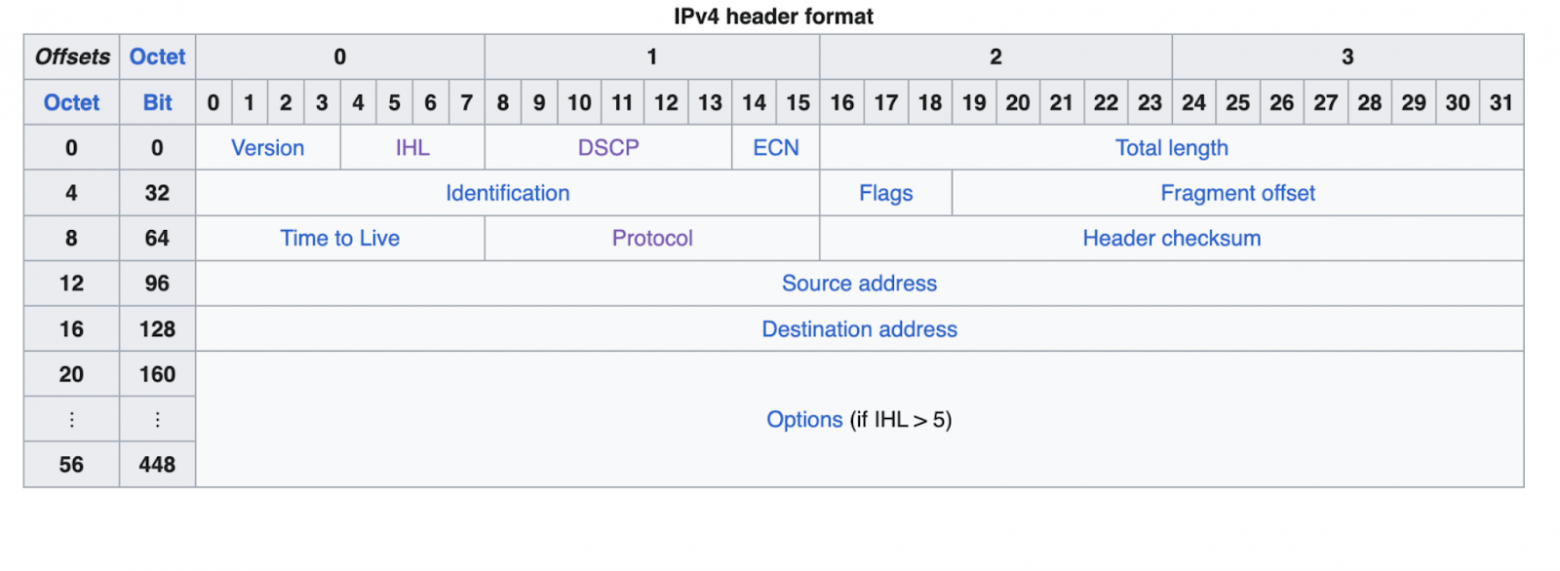 IPv4 header format
Offsets Octet 0 1 2 3
Octet Bit 0 1 2 3 4 5 6 7 8 9 10 11 12 13 14 15 16 17 18 19 20 21 22 23 24 25 26 27 28 29 30 31
0 0 Version IHL DSCP ECN Total length
4 32 Identification Flags Fragment offset
8 64 Time to Live Protocol Header checksum
12 96 Source address
16 128 Destination address
20 160
⋮ ⋮ Options (if IHL > 5)
56 448